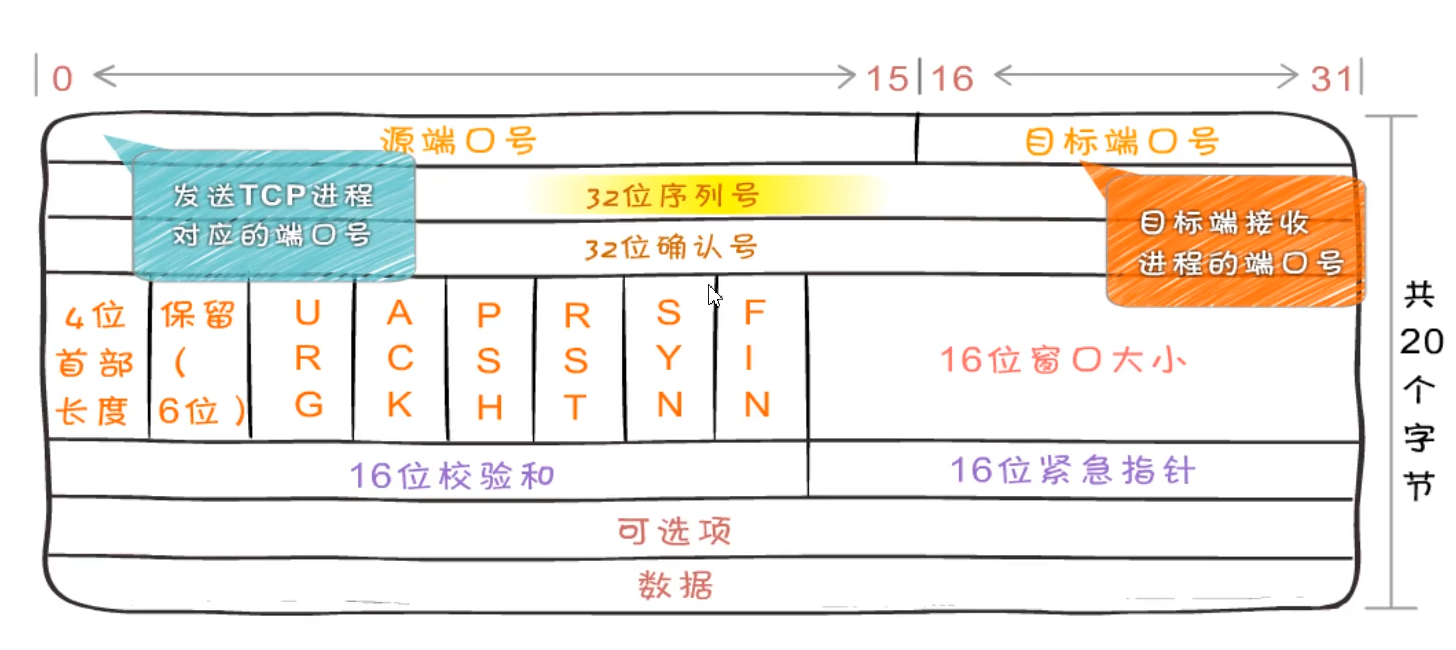 0 15 16 31
源端口号 目标端口号
发送TCP进程
对应的端口号
32位序列号
目标端接收
进程的端口号
32位确认号
4位
首部
长度
保留
(
6位)
URG
ACK
PSH
RST
SYN
FIN
16位窗口大小
16位校验和 16位紧急指针
可选项
数据
共20个字节